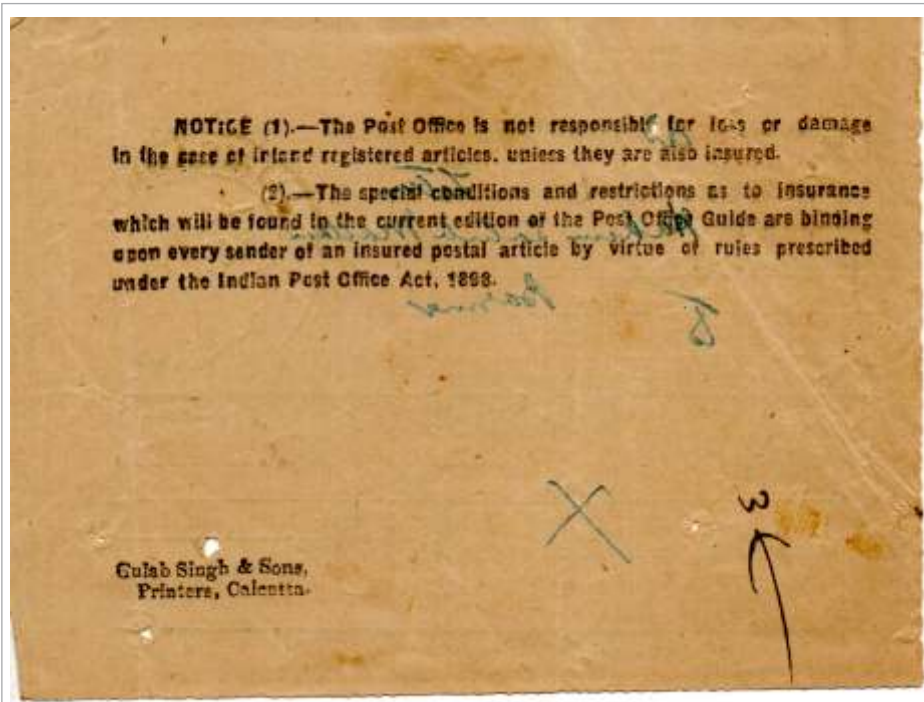 NOTICE (1).—The Post Office is not responsible for loss or damage
in the case of inland registered articles, unless they are also insured.
(2).—The special conditions and restrictions as to insurance
which will be found in the current edition of the Post Office Guide are binding
upon every sender of an insured postal article by virtue of rules prescribed
under the Indian Post Office Act, 1898.
3
Gulab Singh & Sons,
Printers, Calcutta.